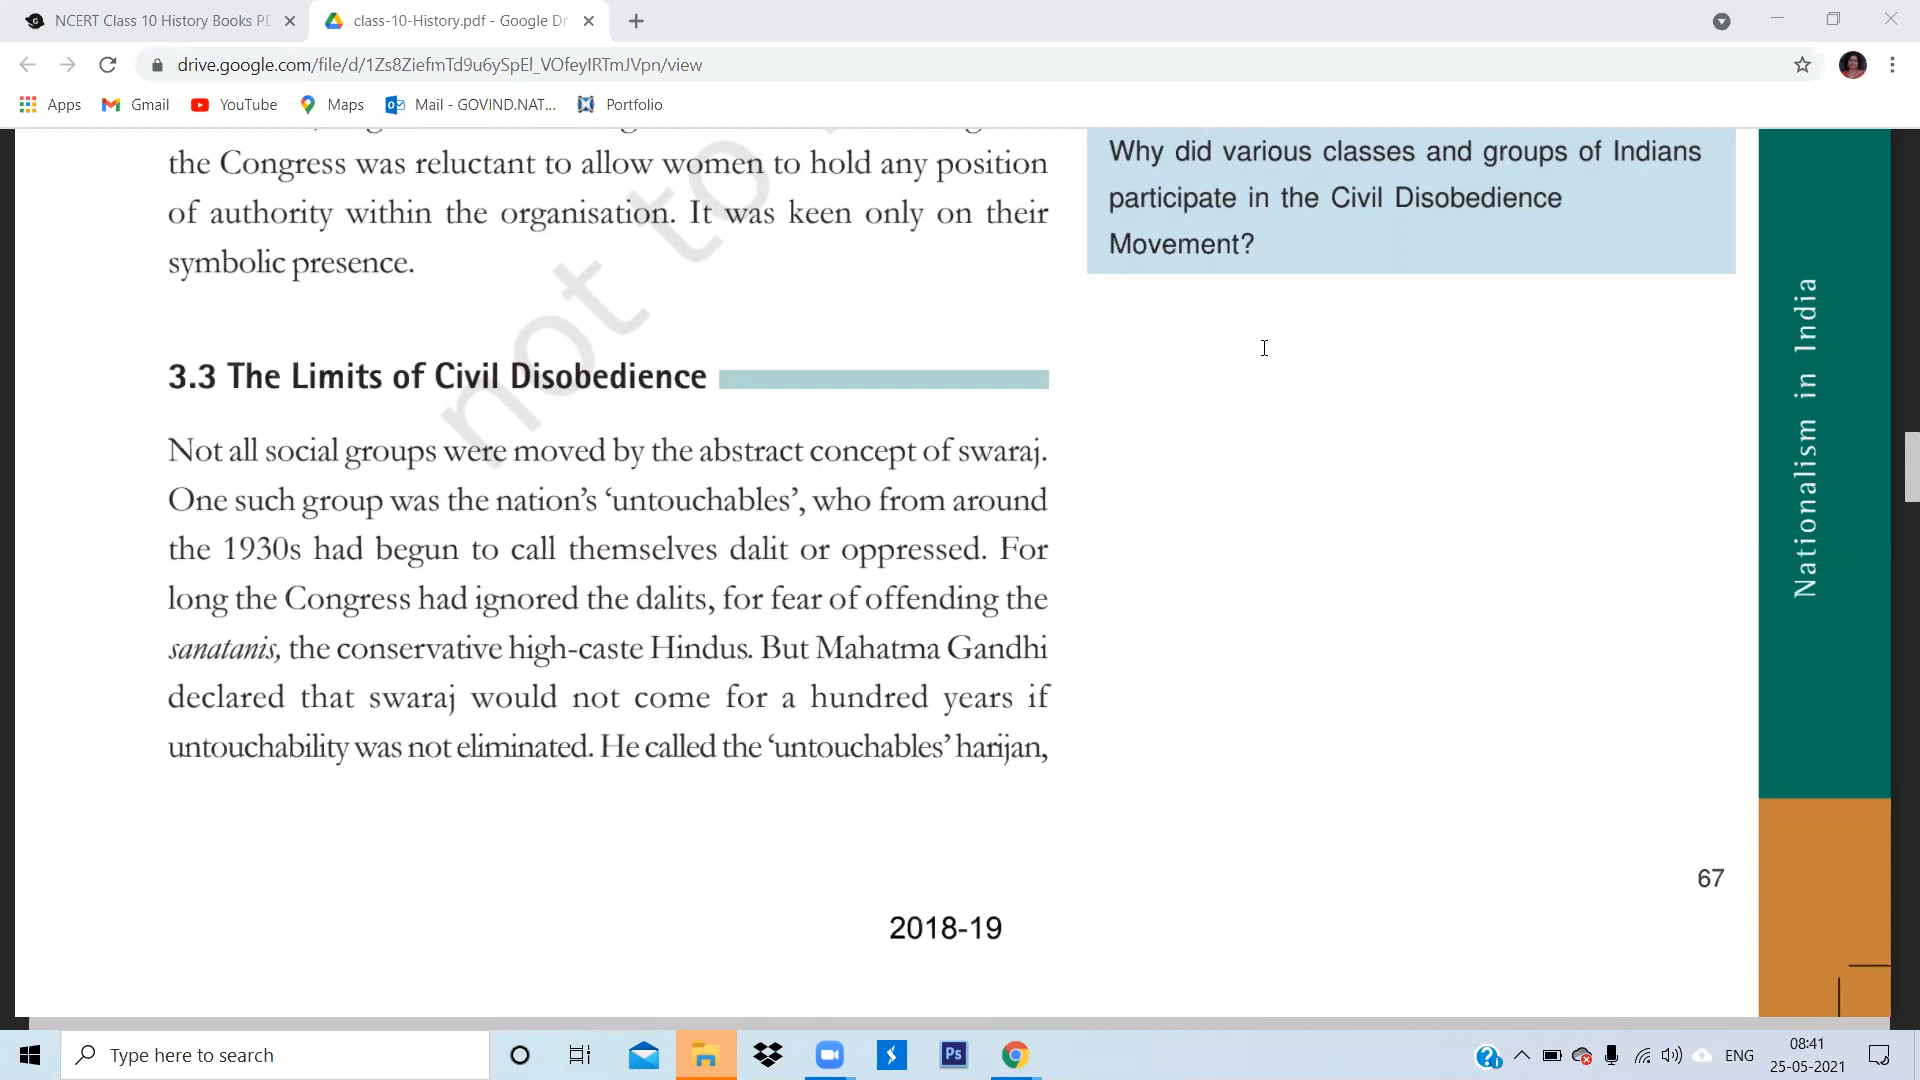 NCERT Class 10 History Books PD
class-10-History.pdf - Google Dr
drive.google.com/file/d/1Zs8ZiefmTd9u6ySpEl_VOfeyIRTmJVpn/view
Apps
Gmail
YouTube
Maps
Mail - GOVIND.NAT...
Portfolio
the Congress was reluctant to allow women to hold any position
of authority within the organisation. It was keen only on their
symbolic presence.
3.3 The Limits of Civil Disobedience
Not all social groups were moved by the abstract concept of swaraj.
One such group was the nation's 'untouchables', who from around
the 1930s had begun to call themselves dalit or oppressed. For
long the Congress had ignored the dalits, for fear of offending the
sanatanis, the conservative high-caste Hindus. But Mahatma Gandhi
declared that swaraj would not come for a hundred years if
untouchability was not eliminated. He called the 'untouchables' harijan,
not to
Why did various classes and groups of Indians
participate in the Civil Disobedience
Movement?
Nationalism in India
67
2018-19
Type here to search
Ps
ENG
08:41
25-05-2021